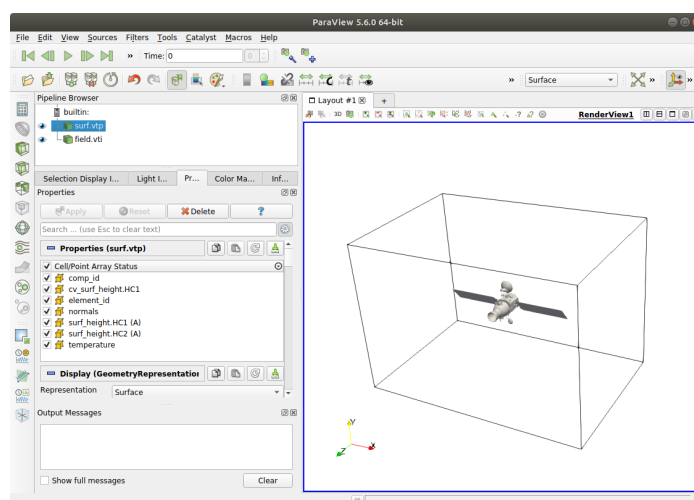 ParaView 5.6.0 64-bit
File Edit View Sources Filters Tools Catalyst Macros Help
» Time: 0 0
» Surface »
Pipeline Browser
builtin:
surf.vtp
field.vti
Layout #1 +
3D
RenderView1
Selection Display I... Light I... Pr... Color Ma... Inf...
Properties
Apply Reset Delete ?
Search ... (use Esc to clear text)
Properties (surf.vtp)
Cell/Point Array Status
comp_id
cv_surf_height.HC1
element_id
normals
surf_height.HC1 (A)
surf_height.HC2 (A)
temperature
Display (GeometryRepresentation
Representation Surface
Output Messages
Show full messages Clear
Y
X
Z